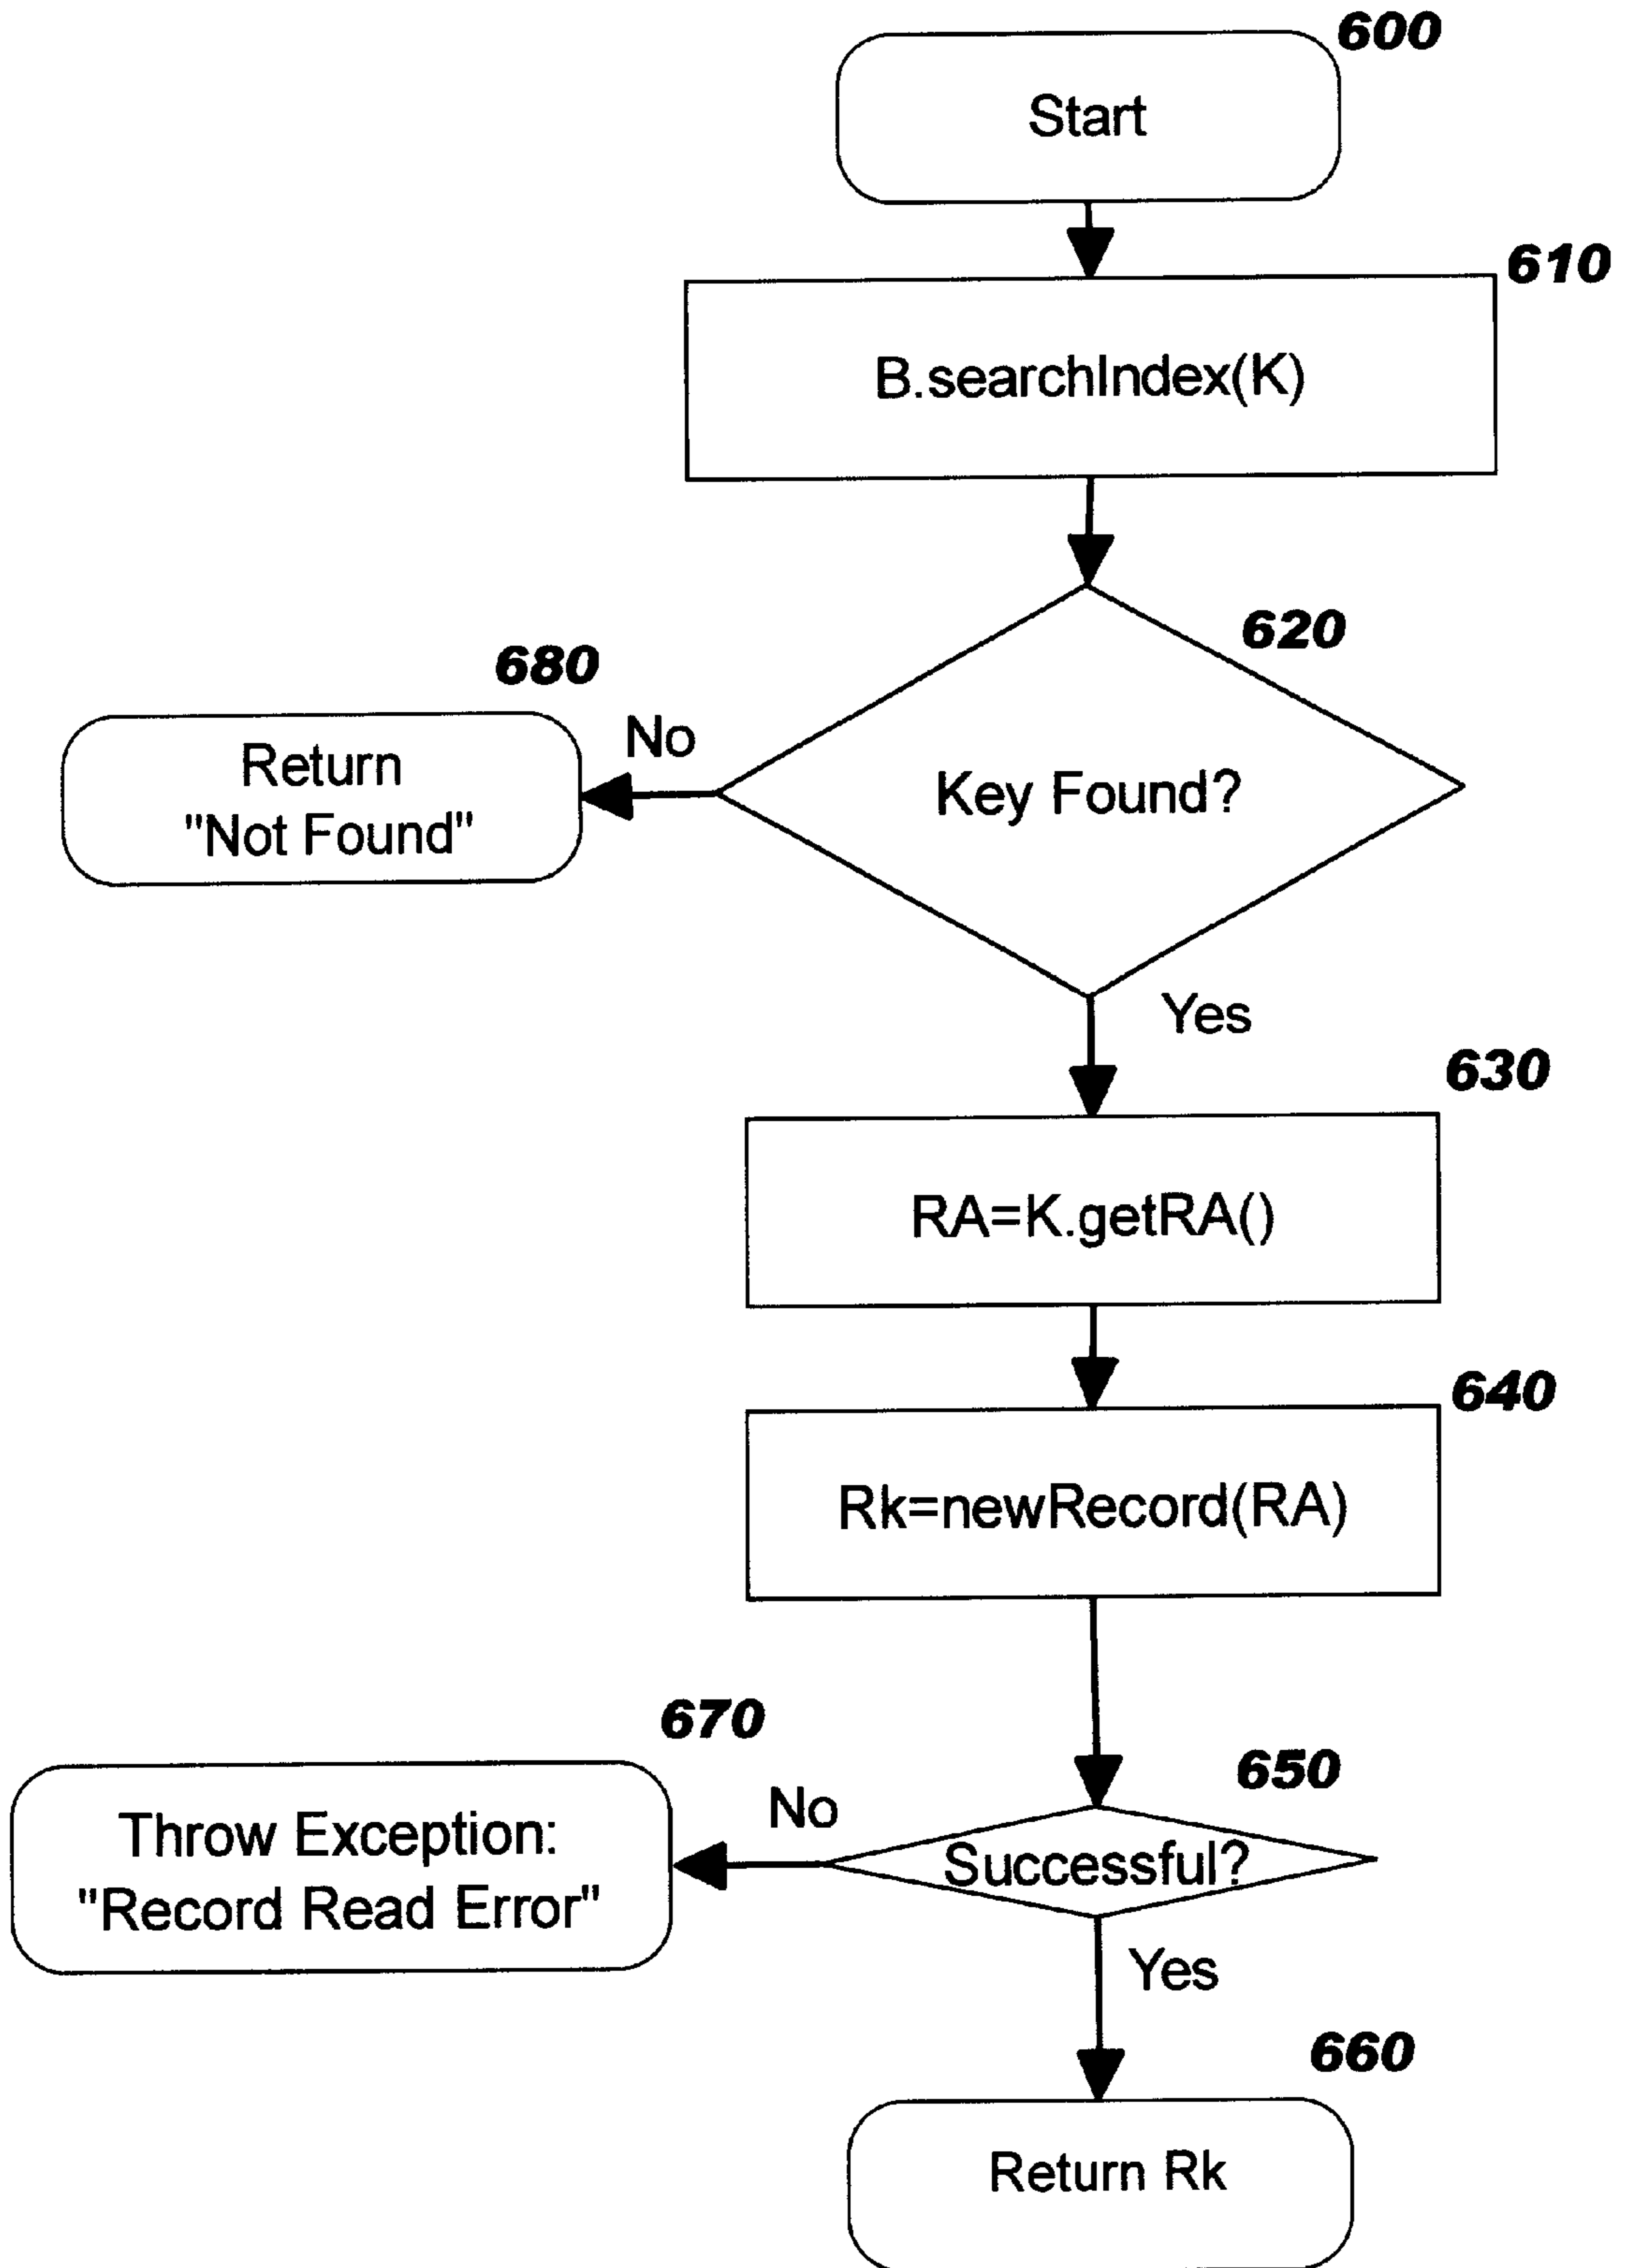 600
Start
610
B.searchIndex(K)
620
680
No
Return
"Not Found"
Key Found?
Yes
630
RA=K.getRA()
640
Rk=newRecord(RA)
670
650
No
Throw Exception:
"Record Read Error"
Successful?
Yes
660
Return Rk